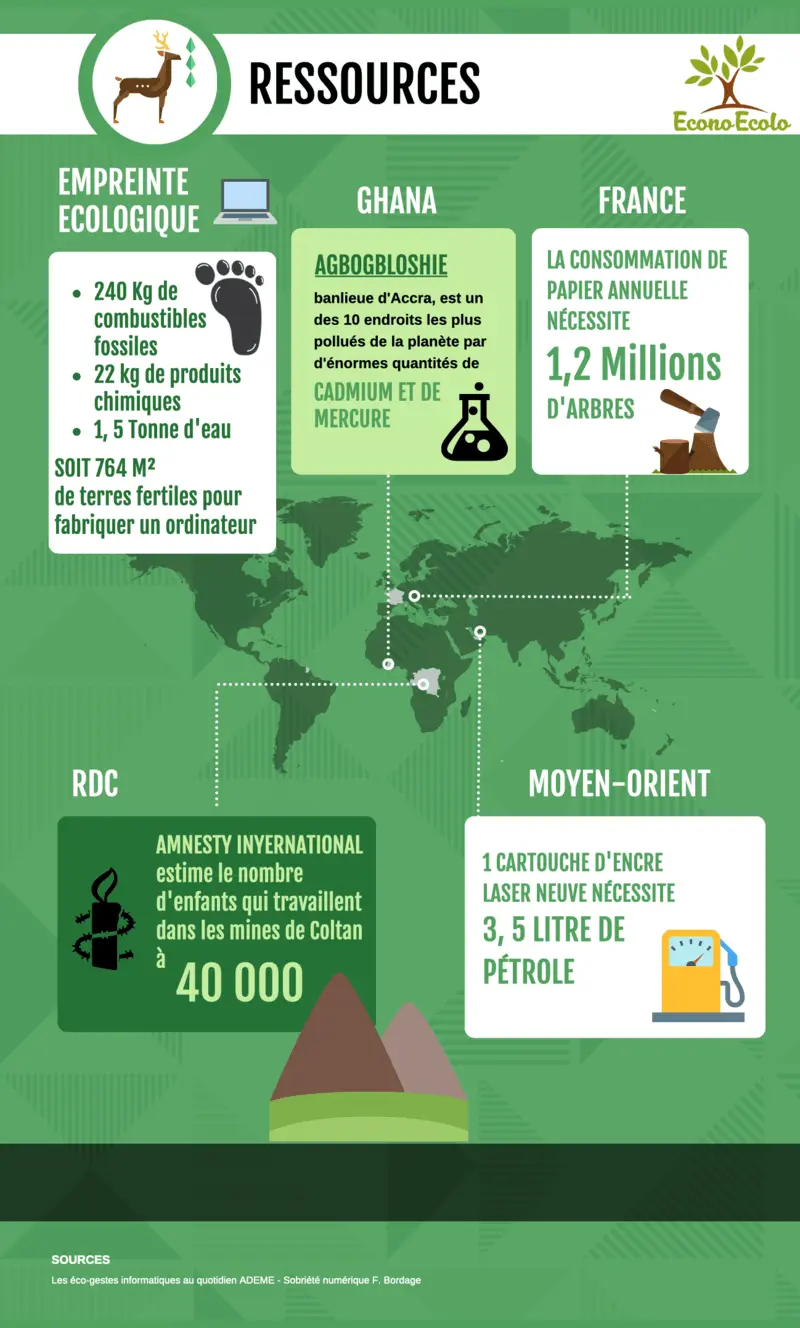 RESSOURCES
EconoEcolo
EMPREINTE
ECOLOGIQUE
• 240 Kg de
combustibles
fossiles
• 22 kg de produits
chimiques
• 1, 5 Tonne d'eau
SOIT 764 M²
de terres fertiles pour
fabriquer un ordinateur
GHANA
AGBOGBLOSHIE
banlieue d'Accra, est un
des 10 endroits les plus
pollués de la planète par
d'énormes quantités de
CADMIUM ET DE
MERCURE
FRANCE
LA CONSOMMATION DE
PAPIER ANNUELLE
NÉCESSITE
1,2 Millions
D'ARBRES
RDC
AMNESTY INYERNATIONAL
estime le nombre
d'enfants qui travaillent
dans les mines de Coltan
à
40 000
MOYEN-ORIENT
1 CARTOUCHE D'ENCRE
LASER NEUVE NÉCESSITE
3, 5 LITRE DE
PÉTROLE
SOURCES
Les éco-gestes informatiques au quotidien ADEME - Sobriété numérique F. Bordage